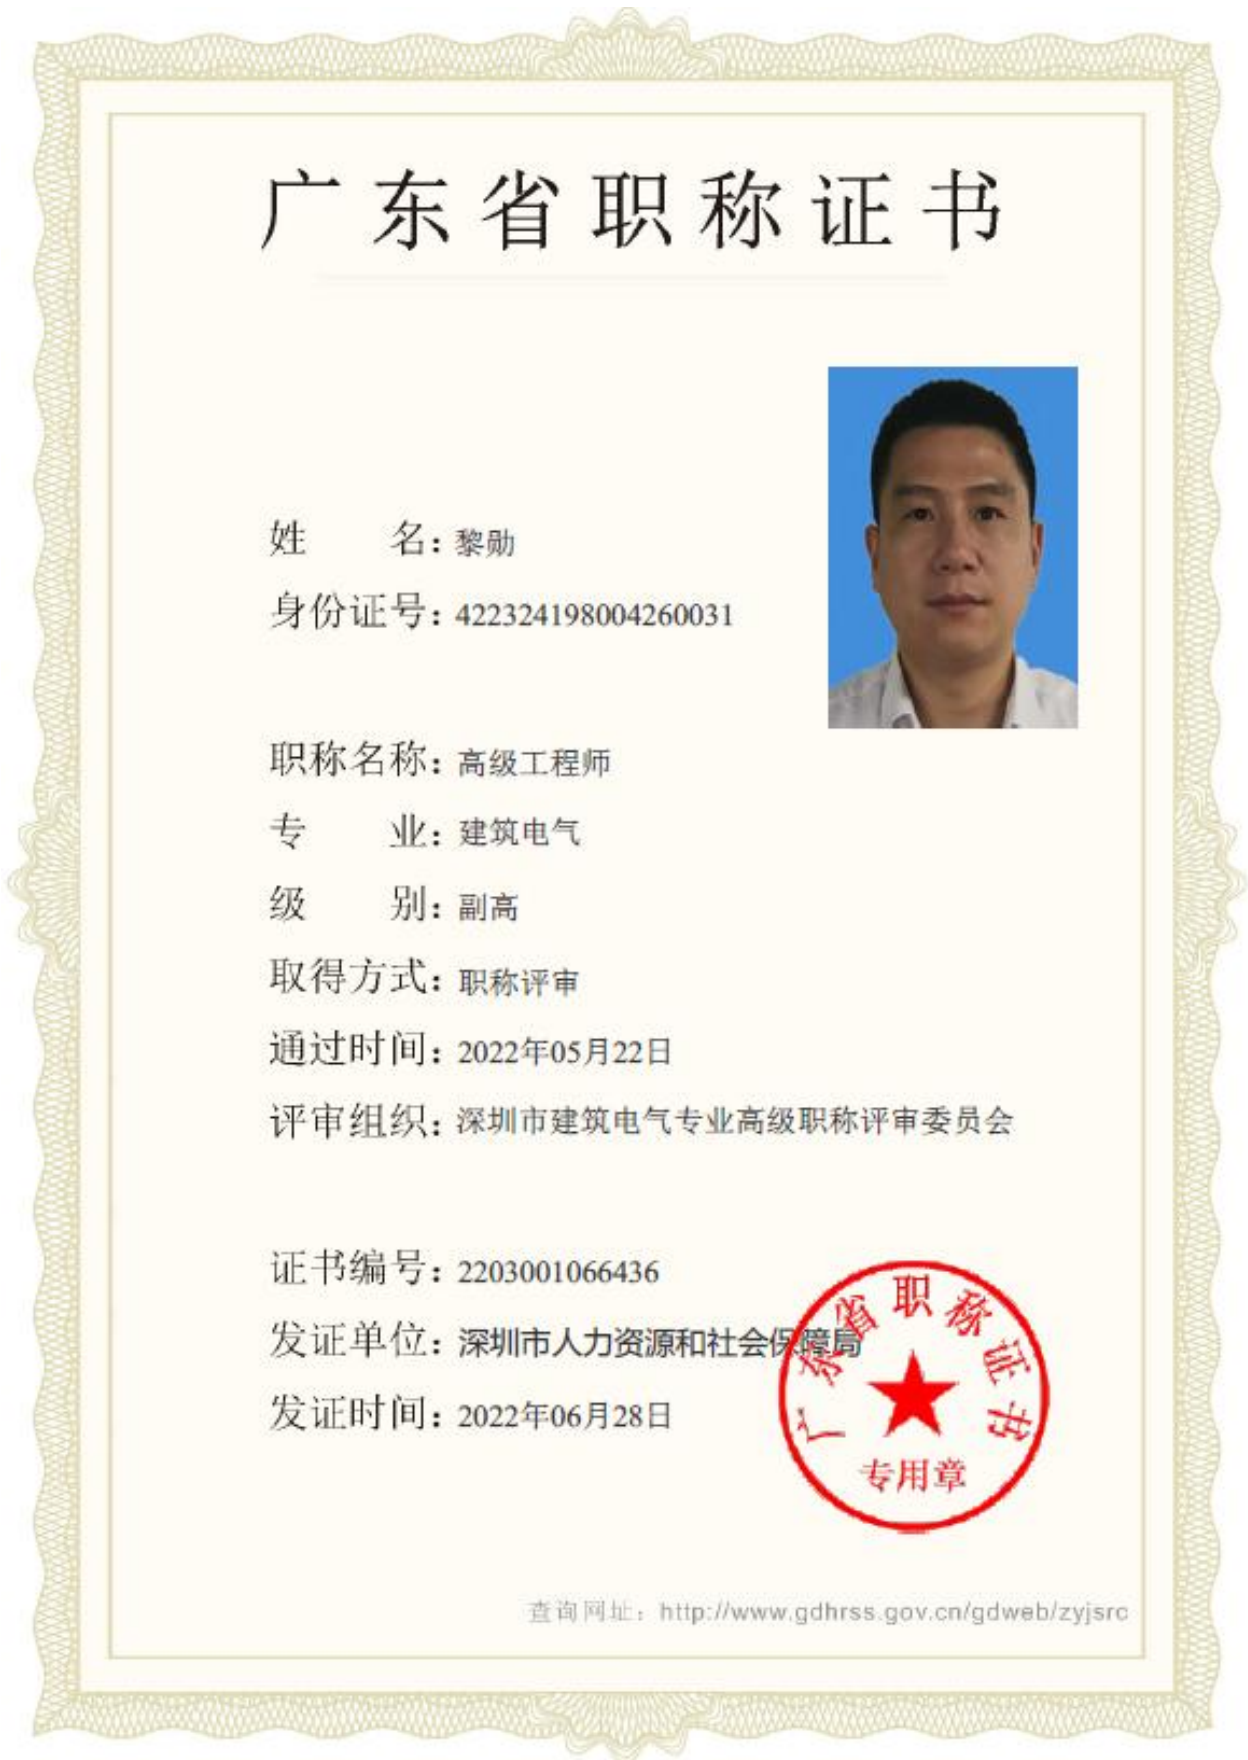 广东省职称证书
姓 名：黎勋
身份证号：422324198004260031
职称名称：高级工程师
专 业：建筑电气
级 别：副高
取得方式：职称评审
通过时间：2022年05月22日
评审组织：深圳市建筑电气专业高级职称评审委员会
证书编号：2203001066436
发证单位：深圳市人力资源和社会保障局
发证时间：2022年06月28日
广东省职称证书
专用章
查询网址：http://www.gdhrss.gov.cn/gdweb/zyjsrc